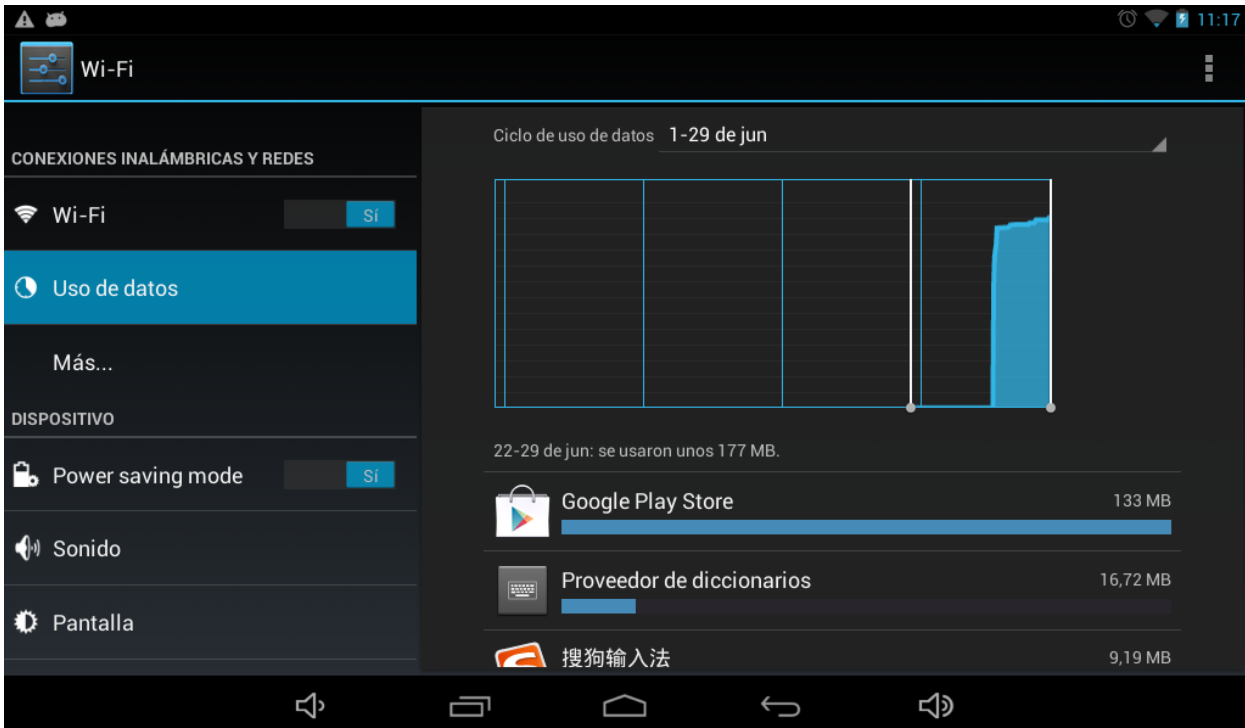 11:17
Wi-Fi
CONEXIONES INALÁMBRICAS Y REDES
Wi-Fi
Sí
Uso de datos
Más...
DISPOSITIVO
Power saving mode
Sí
Sonido
Pantalla
Ciclo de uso de datos 1-29 de jun
22-29 de jun: se usaron unos 177 MB.
Google Play Store
133 MB
Proveedor de diccionarios
16,72 MB
搜狗输入法
9,19 MB